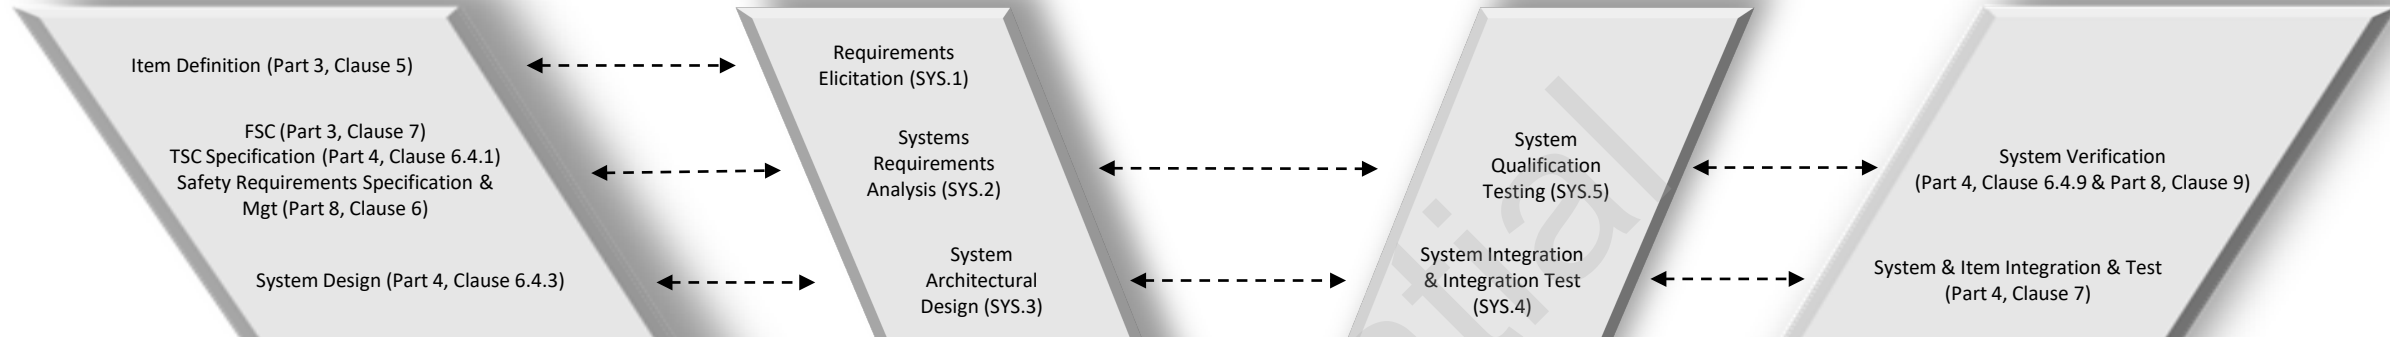 Item Definition (Part 3, Clause 5)
FSC (Part 3, Clause 7)
TSC Specification (Part 4, Clause 6.4.1)
Safety Requirements Specification &
Mgt (Part 8, Clause 6)
System Design (Part 4, Clause 6.4.3)
Requirements
Elicitation (SYS.1)
Systems
Requirements
Analysis (SYS.2)
System
Architectural
Design (SYS.3)
System
Qualification
Testing (SYS.5)
System Integration
& Integration Test
(SYS.4)
System Verification
(Part 4, Clause 6.4.9 & Part 8, Clause 9)
System & Item Integration & Test
(Part 4, Clause 7)
ntial